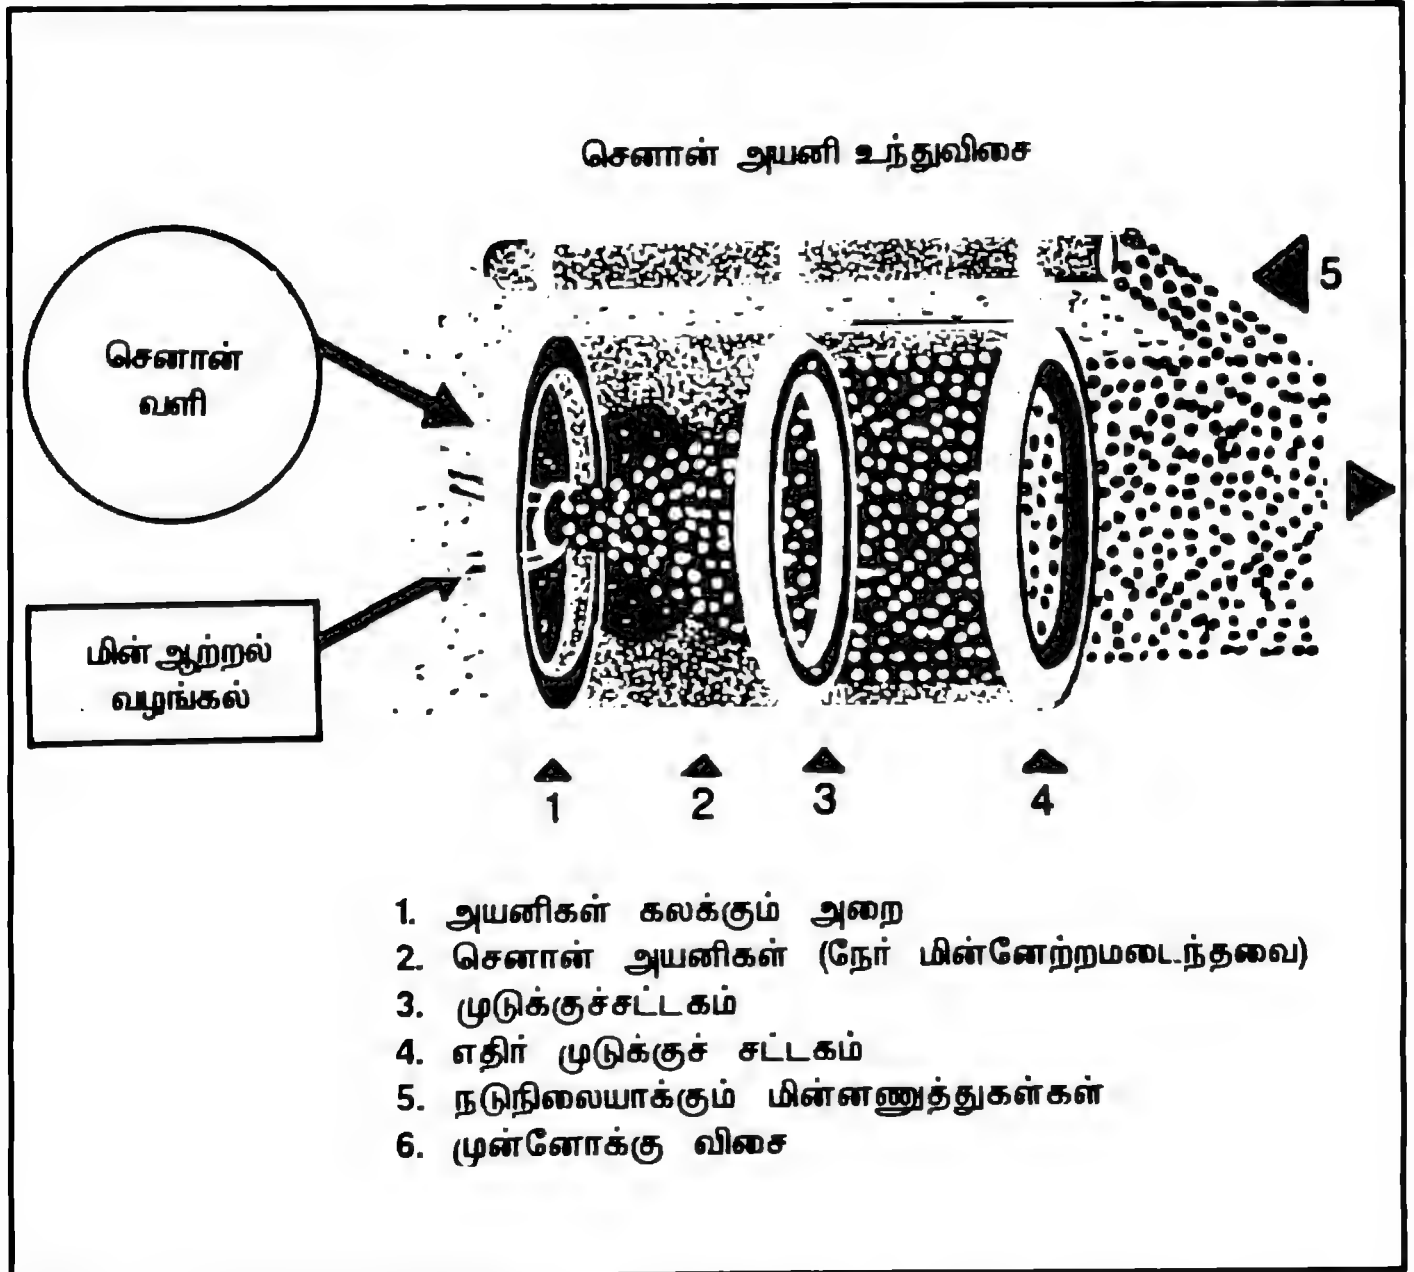 செனான் அயனி உந்துவிசை
செனான்
வளி
5
மின் ஆற்றல்
வழங்கல்
1 2 3 4
1. அயனிகள் கலக்கும் அறை
2. செனான் அயனிகள் (நேர் மின்னேற்றமடைந்தவை)
3. முடுக்குச்சட்டகம்
4. எதிர் முடுக்குச் சட்டகம்
5. நடுநிலையாக்கும் மின்னணுத்துகள்கள்
6. முன்னோக்கு விசை